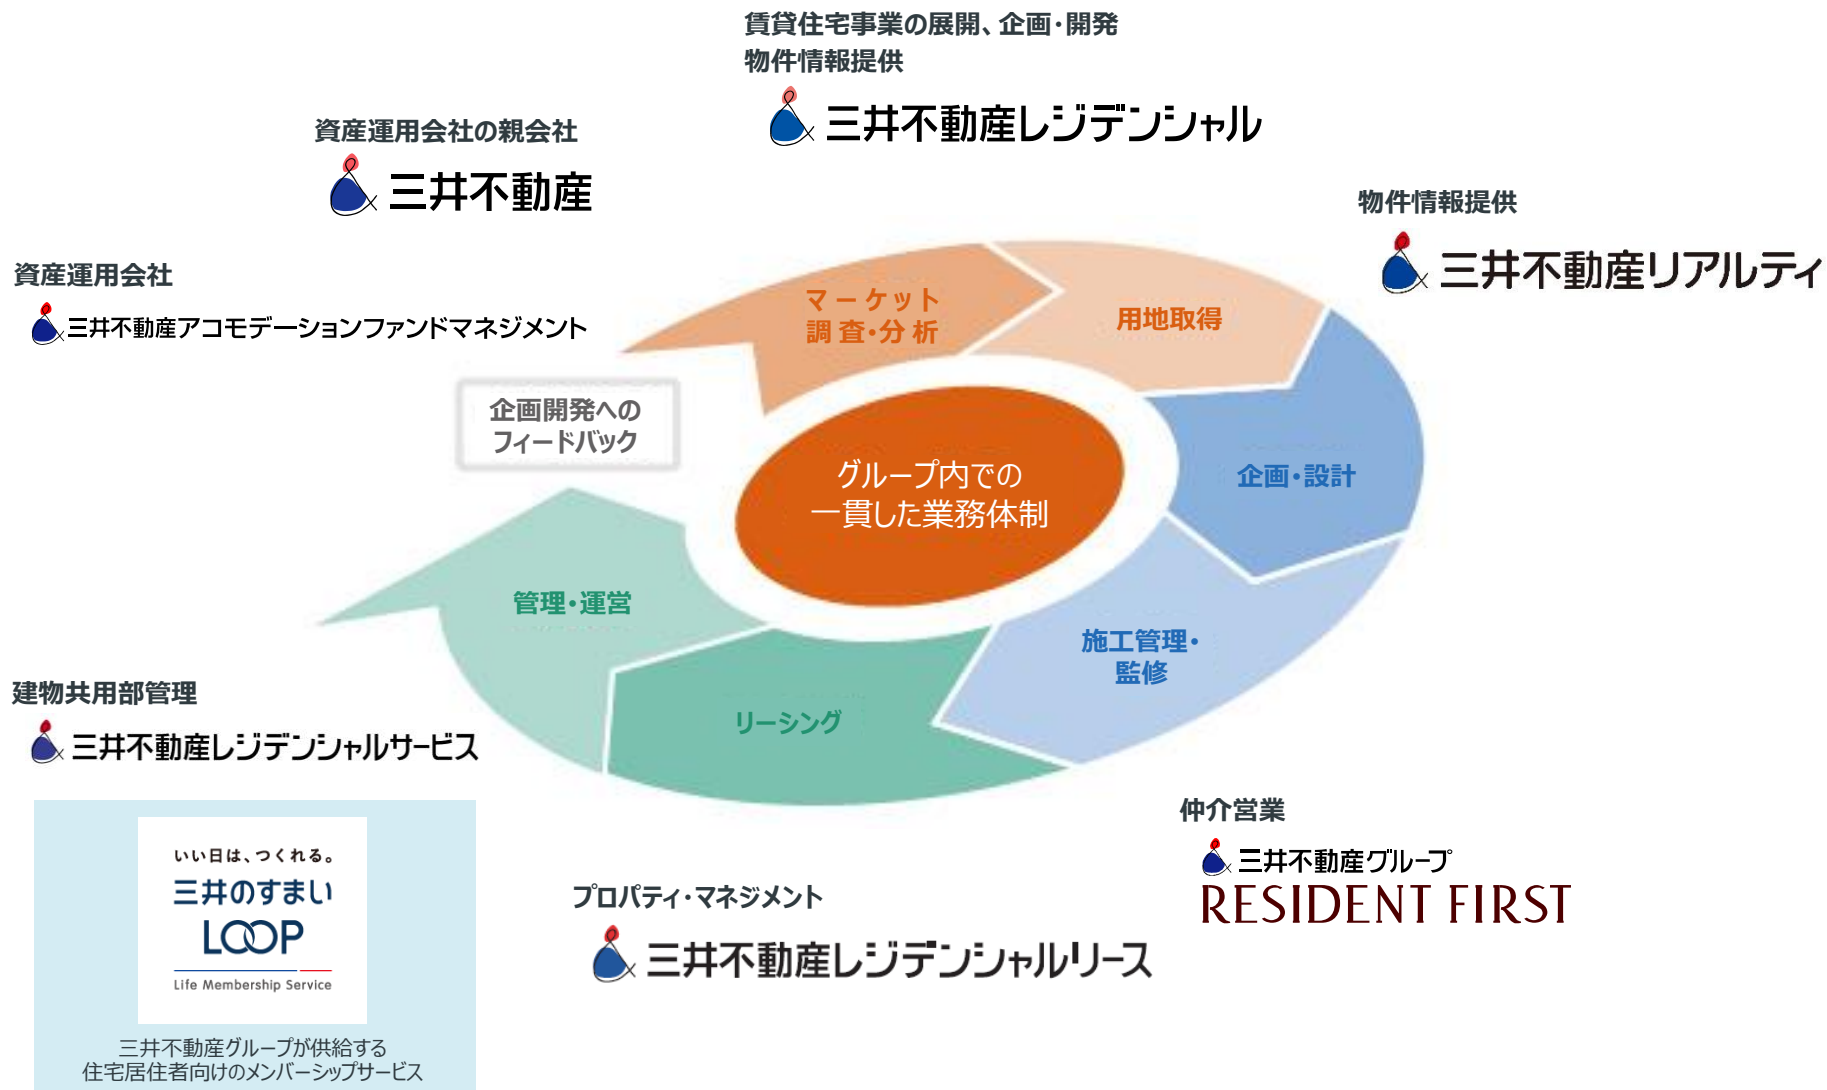 賃貸住宅事業の展開、企画・開発
物件情報提供
三井不動産レジデンシャル
資産運用会社の親会社
三井不動産
物件情報提供
三井不動産リアルティ
資産運用会社
三井不動産アコモデーションファンドマネジメント
マーケット
調査・分析
用地取得
企画開発への
フィードバック
グループ内での
一貫した業務体制
企画・設計
管理・運営
施工管理・
監修
リーシング
建物共用部管理
三井不動産レジデンシャルサービス
いい日は、つくれる。
三井のすまい
LOOP
Life Membership Service
三井不動産グループが供給する
住宅居住者向けのメンバーシップサービス
プロパティ・マネジメント
三井不動産レジデンシャルリース
仲介営業
三井不動産グループ
RESIDENT FIRST